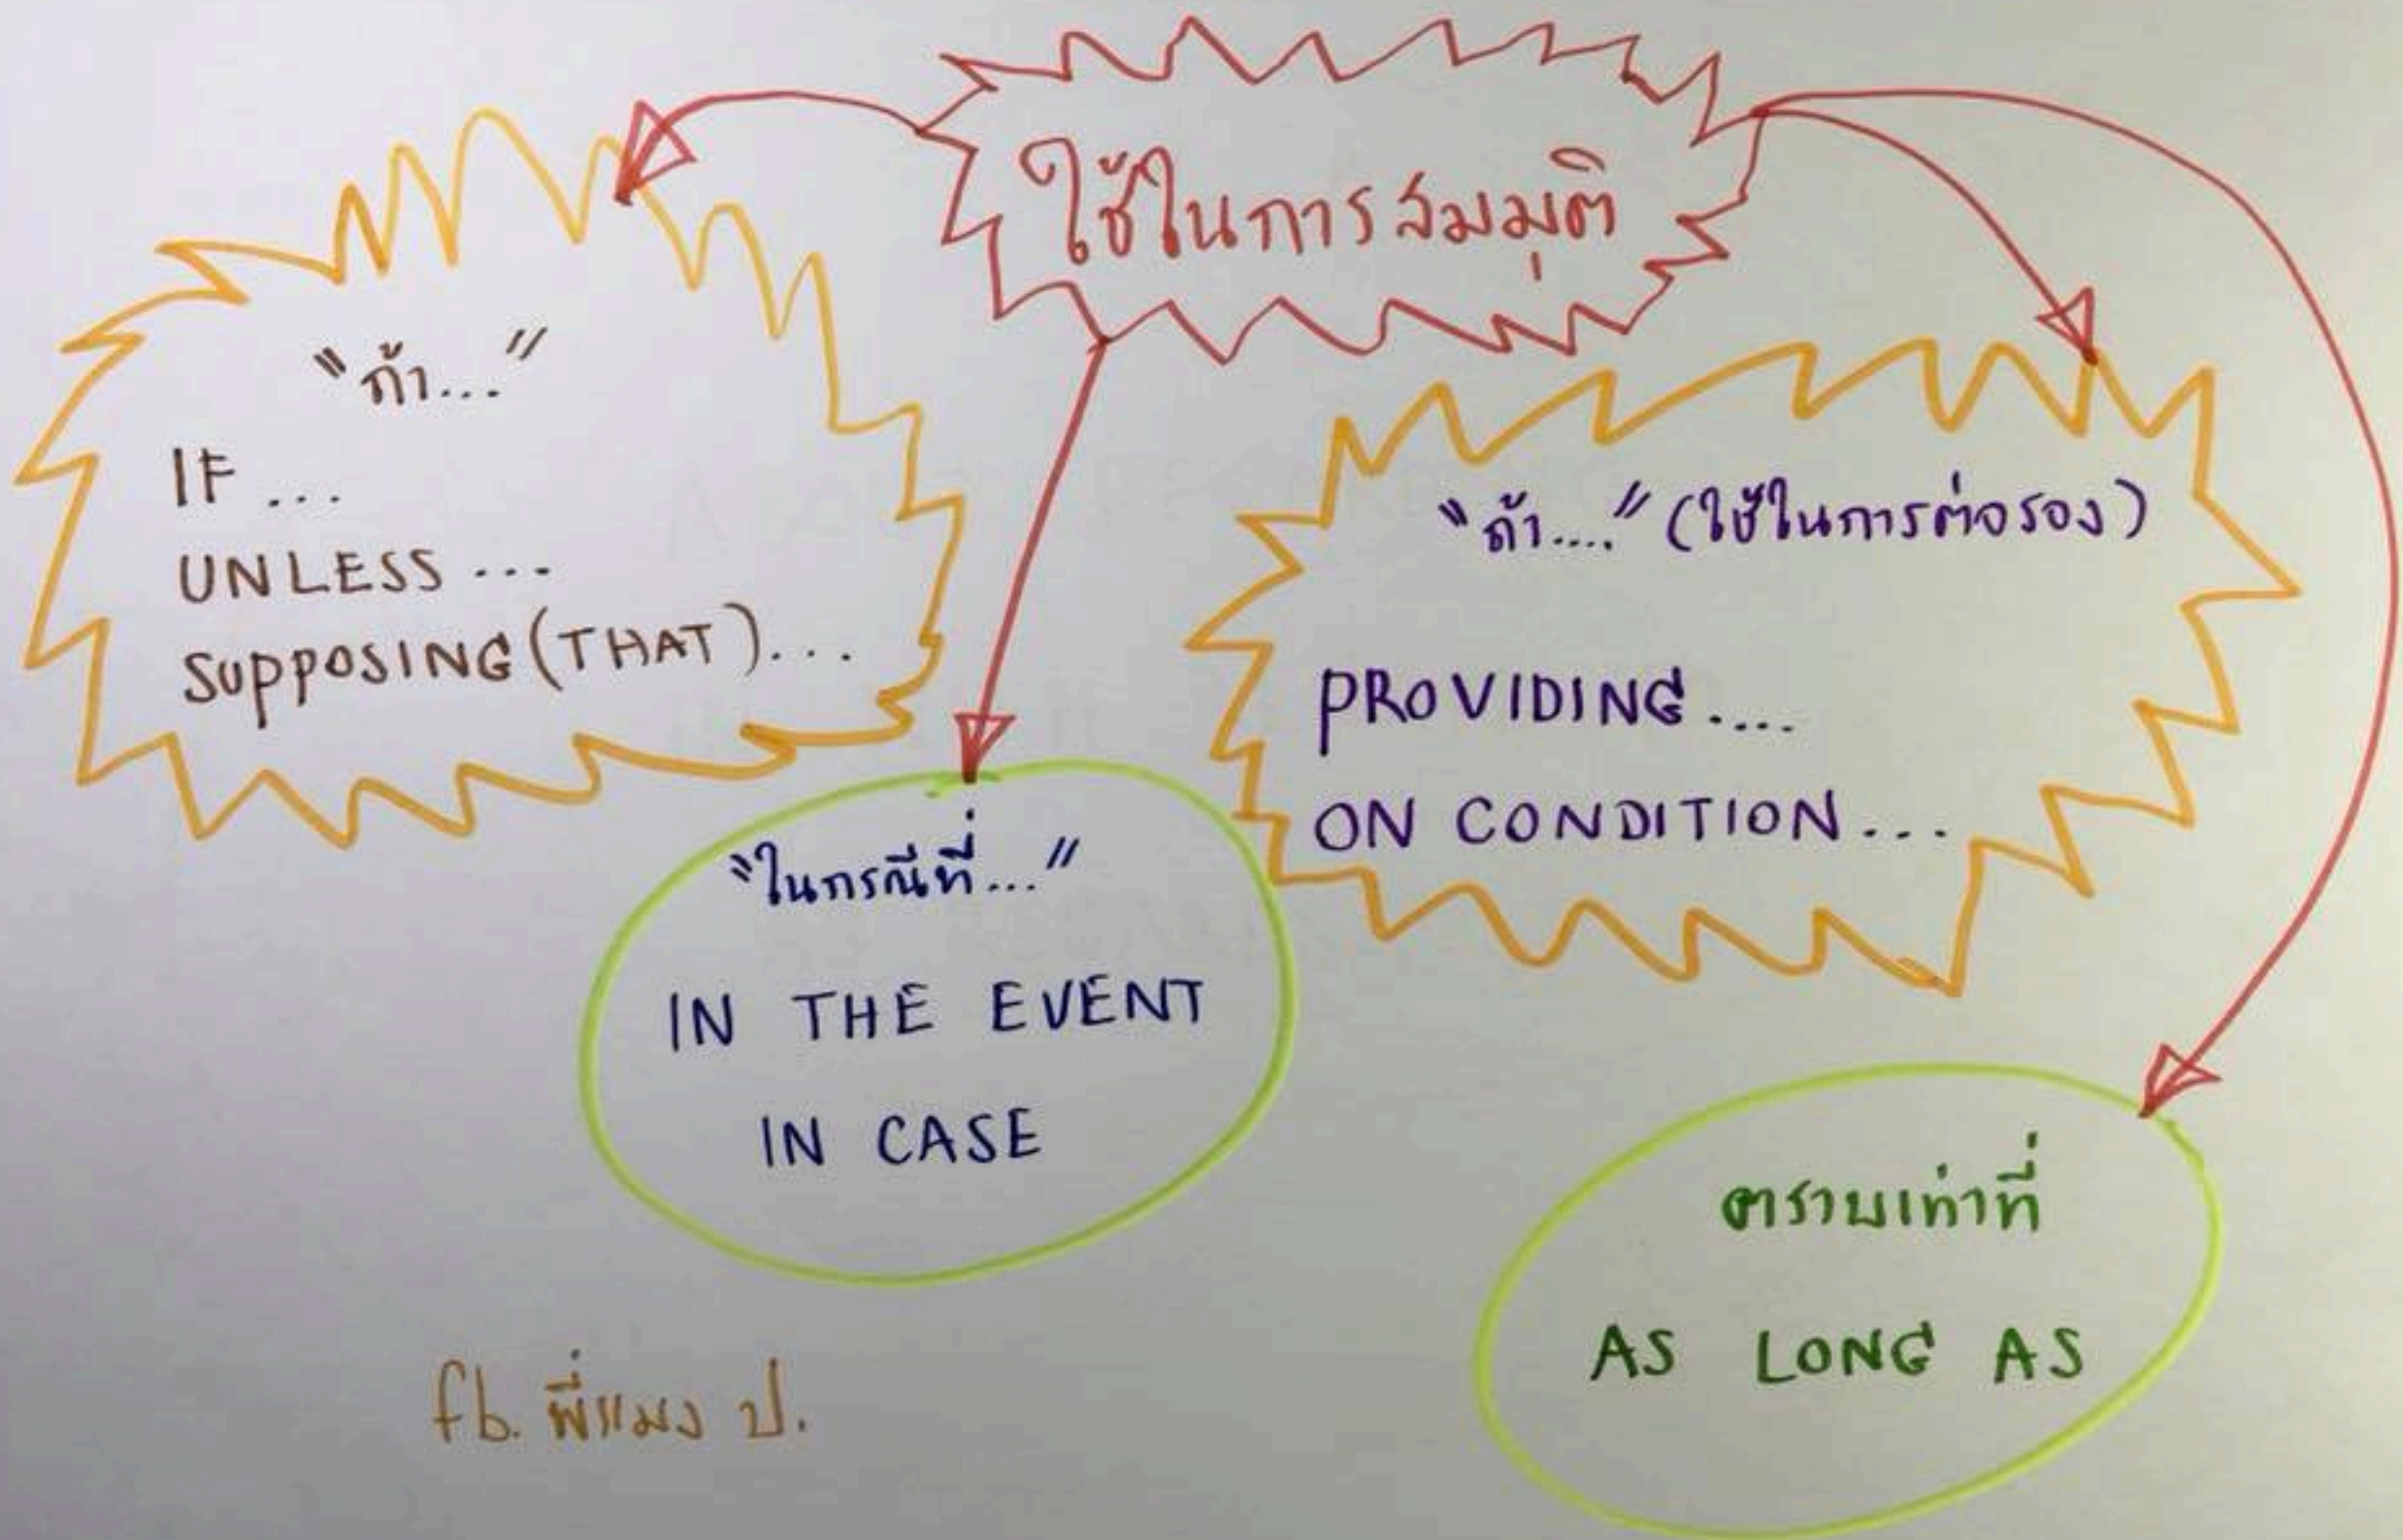 ใช้ในการสมมุติ
"ถ้า..."
IF ...
UNLESS ...
SUPPOSING (THAT)...
"ถ้า...." (ใช้ในการต่อรอง)
PROVIDING ....
ON CONDITION ...
"ในกรณีที่..."
IN THE EVENT
IN CASE
ตราบเท่าที่
AS LONG AS
fb. พี่แมง ป.